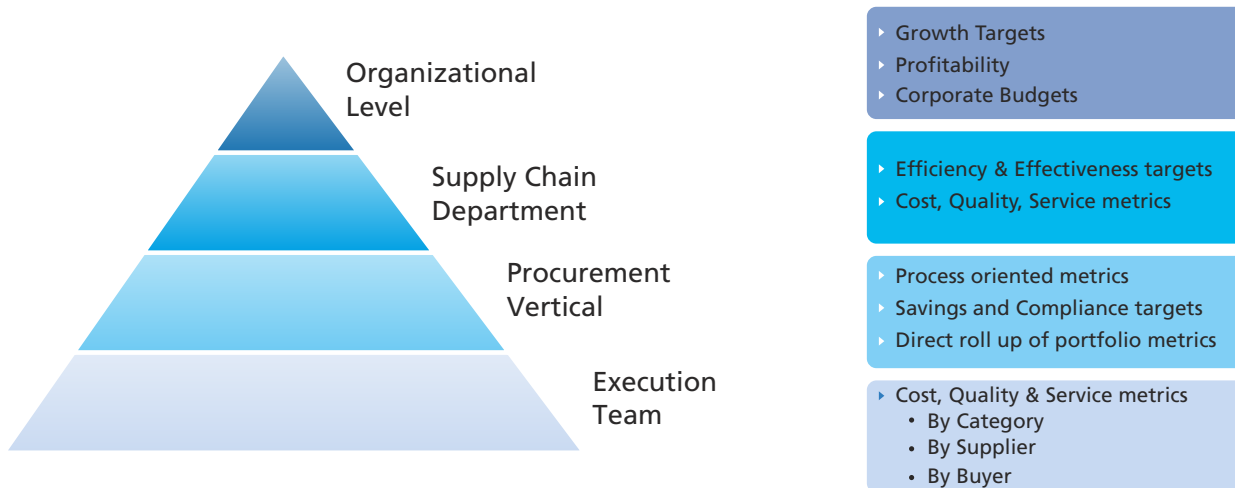 Organizational
Level
Growth Targets
Profitability
Corporate Budgets
Supply Chain
Department
Efficiency & Effectiveness targets
Cost, Quality, Service metrics
Procurement
Vertical
Process oriented metrics
Savings and Compliance targets
Direct roll up of portfolio metrics
Execution
Team
Cost, Quality & Service metrics
• By Category
• By Supplier
• By Buyer